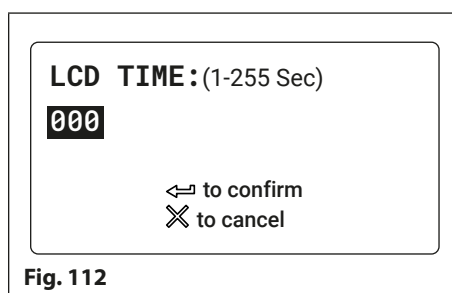 LCD TIME:(1-255 Sec)
000
to confirm
to cancel
Fig. 112